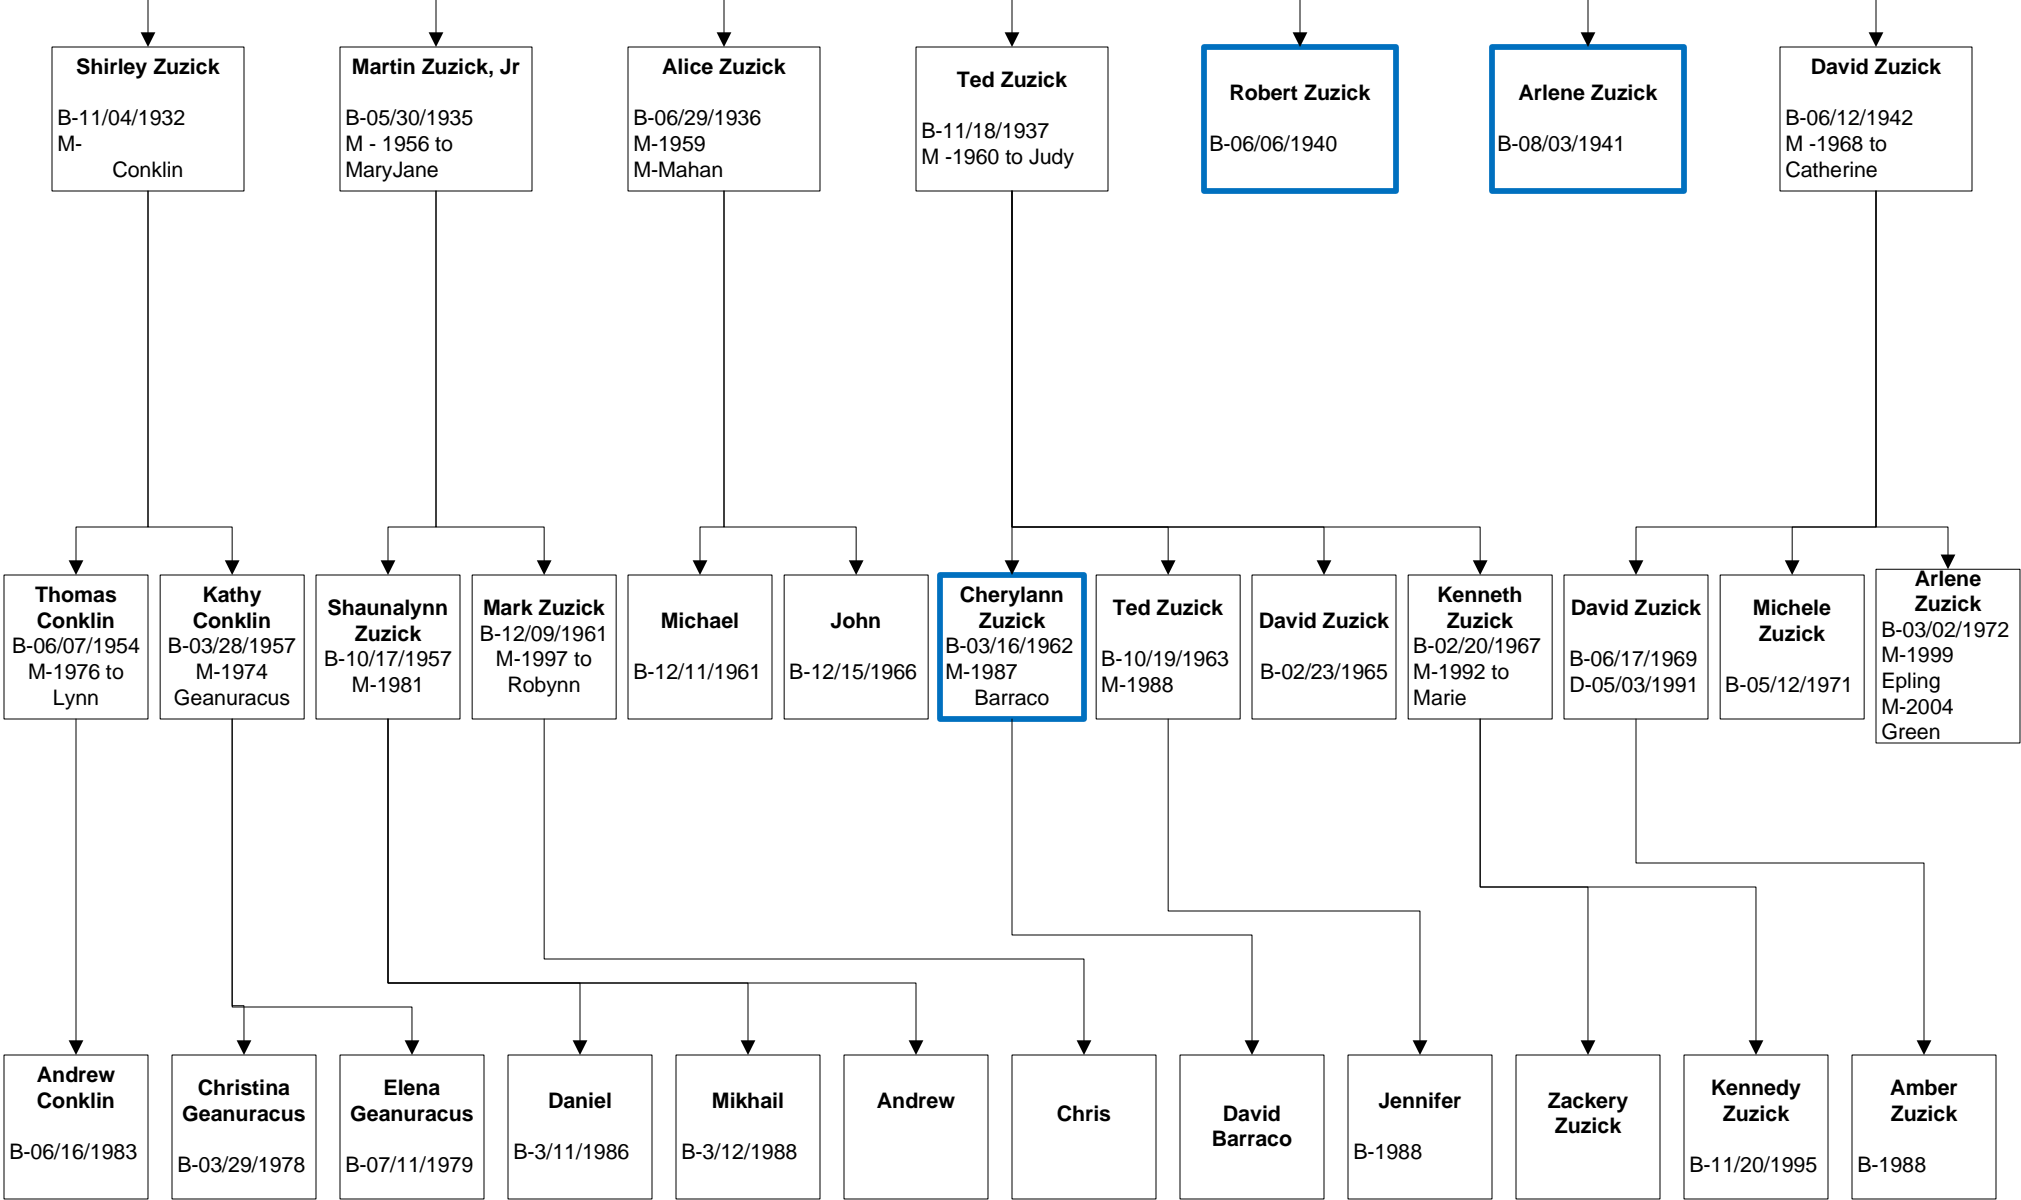 Shirley Zuzick
B-11/04/1932
M-
Conklin
Martin Zuzick, Jr
B-05/30/1935
M - 1956 to
MaryJane
Alice Zuzick
B-06/29/1936
M-1959
M-Mahan
Ted Zuzick
B-11/18/1937
M -1960 to Judy
Robert Zuzick
B-06/06/1940
Arlene Zuzick
B-08/03/1941
David Zuzick
B-06/12/1942
M -1968 to
Catherine
Thomas
Conklin
B-06/07/1954
M-1976 to
Lynn
Kathy
Conklin
B-03/28/1957
M-1974
Geanuracus
Shaunalynn
Zuzick
B-10/17/1957
M-1981
Mark Zuzick
B-12/09/1961
M-1997 to
Robynn
Michael
B-12/11/1961
John
B-12/15/1966
Cherylann
Zuzick
B-03/16/1962
M-1987
Barraco
Ted Zuzick
B-10/19/1963
M-1988
David Zuzick
B-02/23/1965
Kenneth
Zuzick
B-02/20/1967
M-1992 to
Marie
David Zuzick
B-06/17/1969
D-05/03/1991
Michele
Zuzick
B-05/12/1971
Arlene
Zuzick
B-03/02/1972
M-1999
Epling
M-2004
Green
Andrew
Conklin
B-06/16/1983
Christina
Geanuracus
B-03/29/1978
Elena
Geanuracus
B-07/11/1979
Daniel
B-3/11/1986
Mikhail
B-3/12/1988
Andrew
Chris
David
Barraco
Jennifer
B-1988
Zackery
Zuzick
Kennedy
Zuzick
B-11/20/1995
Amber
Zuzick
B-1988